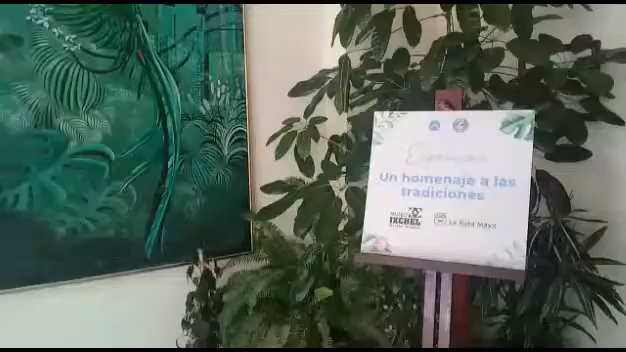 Un homenaje a las
tradiciones
MUSEO
IXCHEL
La Ruta Maya